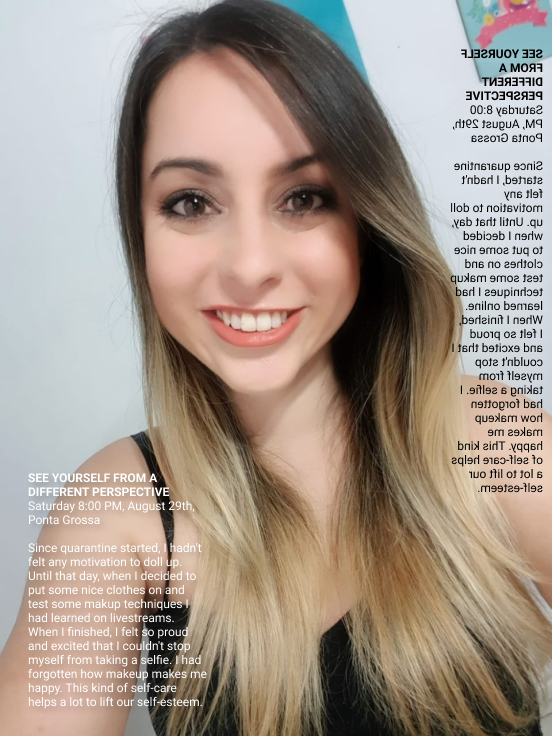 SEE YOURSELF
FROM A
DIFFERENT
PERSPECTIVE
Saturday 8:00
PM, August 29th,
Ponta Grossa
Since quarantine
started, I hadn't
felt any
motivation to doll
up. Until that day,
when I decided
to put some nice
clothes on and
test some makup
techniques I had
learned online.
When I finished,
I felt so proud
and excited that I
couldn't stop
myself from
taking a selfie. I
had forgotten
how makeup
makes me
happy. This kind
of self-care helps
a lot to lift our
self-esteem.
SEE YOURSELF FROM A
DIFFERENT PERSPECTIVE
Saturday 8:00 PM, August 29th,
Ponta Grossa
Since quarantine started, I hadn't
felt any motivation to doll up.
Until that day, when I decided to
put some nice clothes on and
test some makup techniques I
had learned on livestreams.
When I finished, I felt so proud
and excited that I couldn't stop
myself from taking a selfie. I had
forgotten how makeup makes me
happy. This kind of self-care
helps a lot to lift our self-esteem.